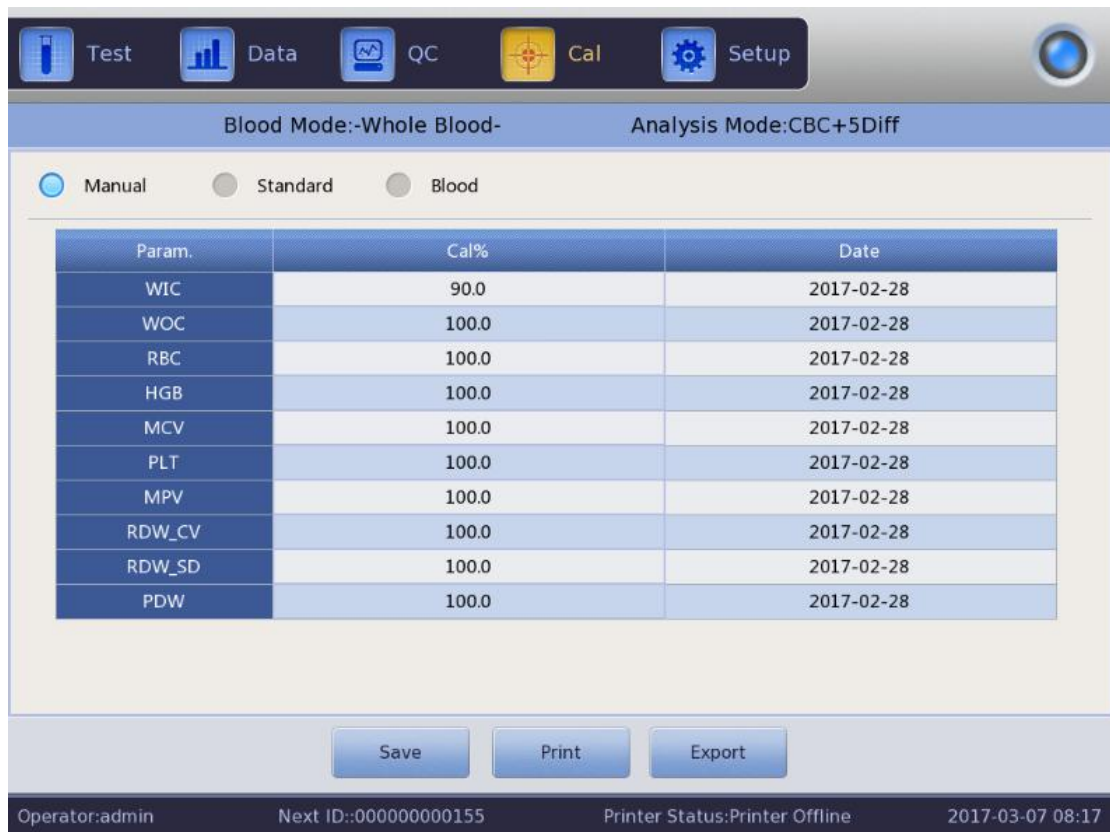 Test Data QC Cal Setup
Blood Mode:-Whole Blood- Analysis Mode:CBC+5Diff
Manual Standard Blood
Param. Cal% Date
WIC 90.0 2017-02-28
WOC 100.0 2017-02-28
RBC 100.0 2017-02-28
HGB 100.0 2017-02-28
MCV 100.0 2017-02-28
PLT 100.0 2017-02-28
MPV 100.0 2017-02-28
RDW_CV 100.0 2017-02-28
RDW_SD 100.0 2017-02-28
PDW 100.0 2017-02-28
Save Print Export
Operator:admin Next ID::000000000155 Printer Status:Printer Offline 2017-03-07 08:17